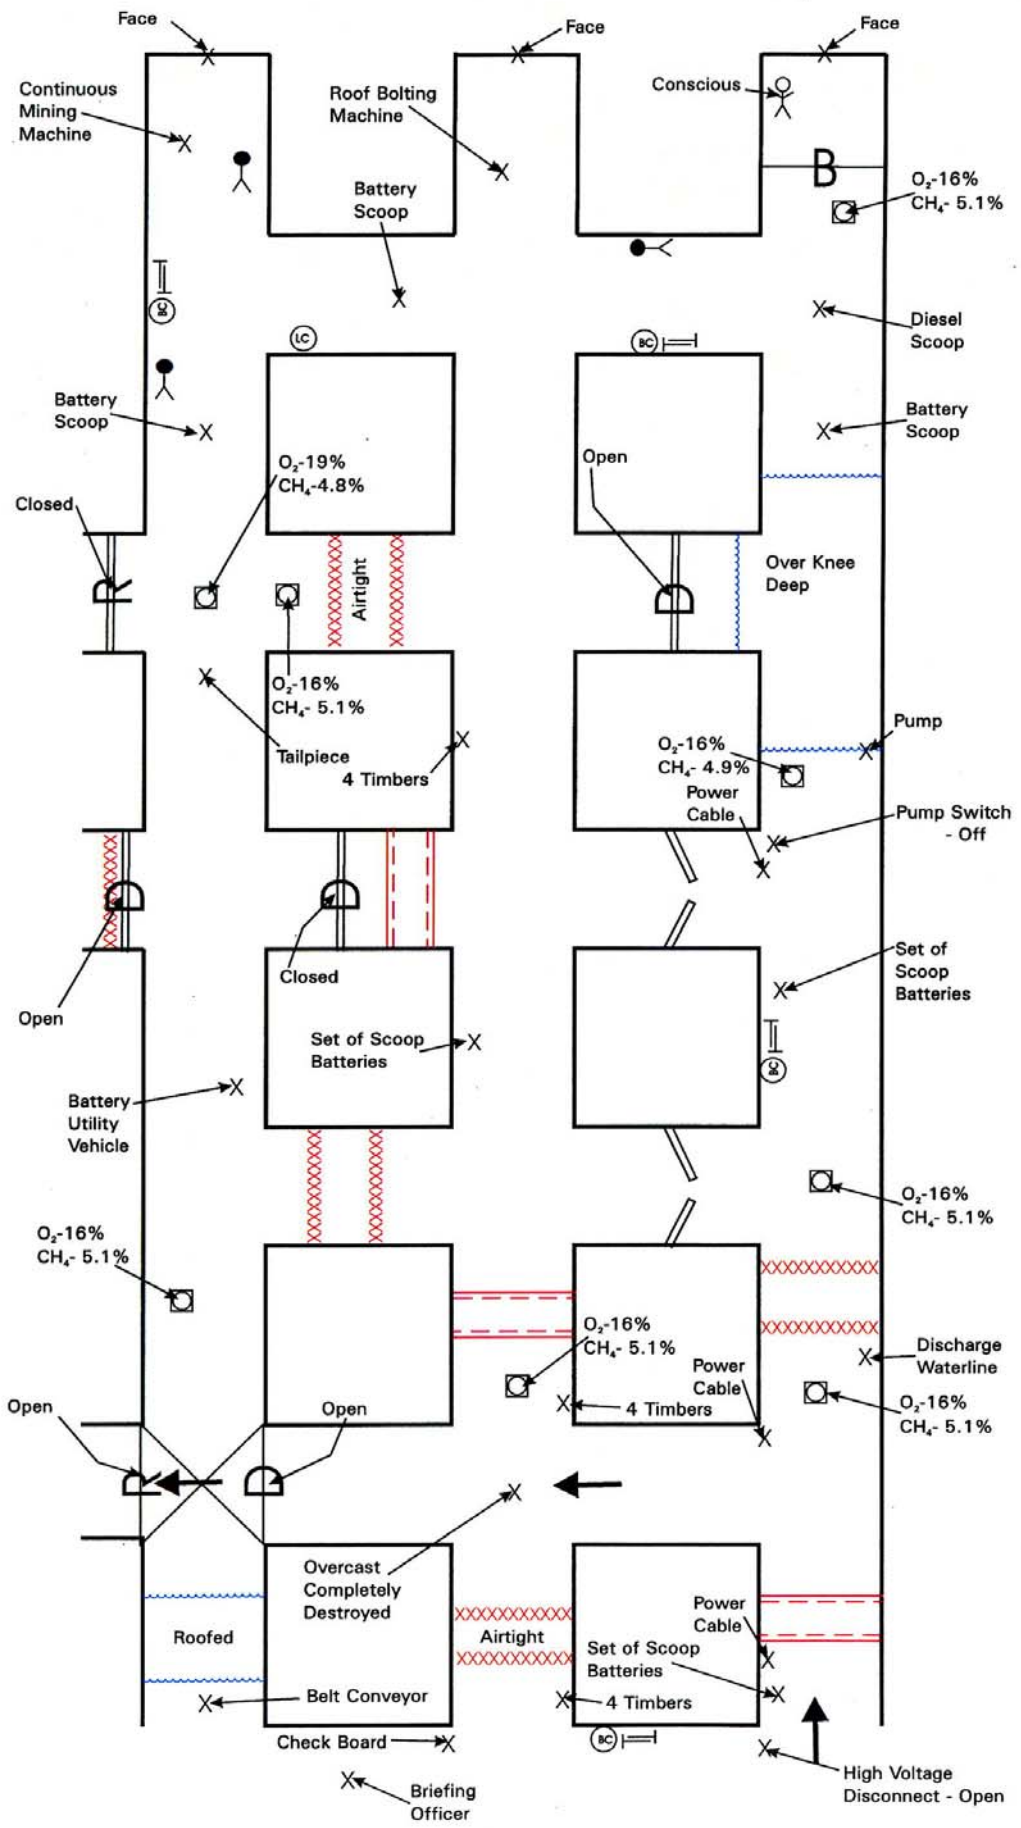 Face
Face
Face
Continuous
Mining
Machine
Roof Bolting
Machine
Conscious
Battery
Scoop
B
O₂-16%
CH₄- 5.1%
BC
LC
BC
Diesel
Scoop
Battery
Scoop
Battery
Scoop
O₂-19%
CH₄-4.8%
Open
Closed
Airtight
Over Knee
Deep
O₂-16%
CH₄- 5.1%
Tailpiece
4 Timbers
O₂-16%
CH₄- 4.9%
Pump
Power
Cable
Pump Switch
- Off
Closed
Open
Set of
Scoop
Batteries
Set of Scoop
Batteries
BC
Battery
Utility
Vehicle
O₂-16%
CH₄- 5.1%
O₂-16%
CH₄- 5.1%
O₂-16%
CH₄- 5.1%
Discharge
Waterline
Power
Cable
4 Timbers
O₂-16%
CH₄- 5.1%
Open
Open
Overcast
Completely
Destroyed
Roofed
Airtight
Power
Cable
Set of Scoop
Batteries
Belt Conveyor
4 Timbers
Check Board
BC
Briefing
Officer
High Voltage
Disconnect - Open